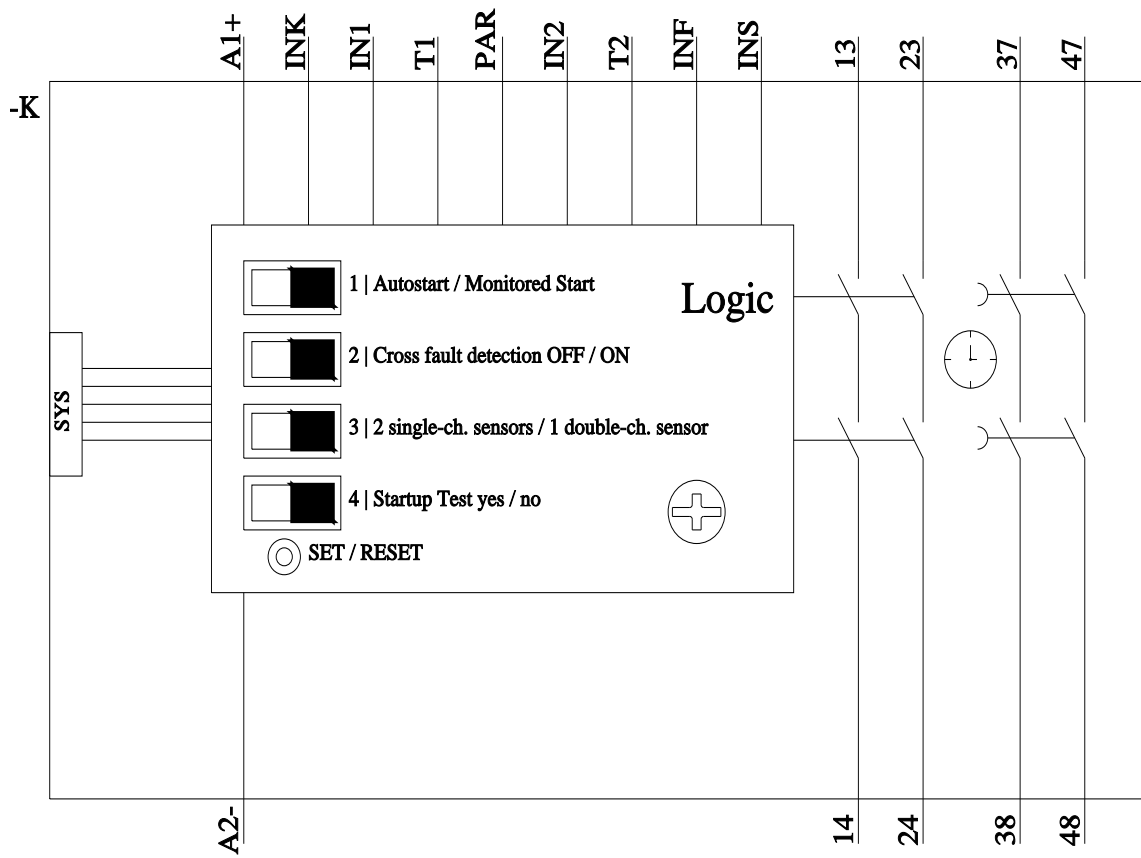 A1+
INK
IN1
T1
PAR
IN2
T2
INF
INS
13
23
37
47
-K
1 | Autostart / Monitored Start
Logic
2 | Cross fault detection OFF / ON
SYS
3 | 2 single-ch. sensors / 1 double-ch. sensor
4 | Startup Test yes / no
SET / RESET
A2-
14
24
38
48